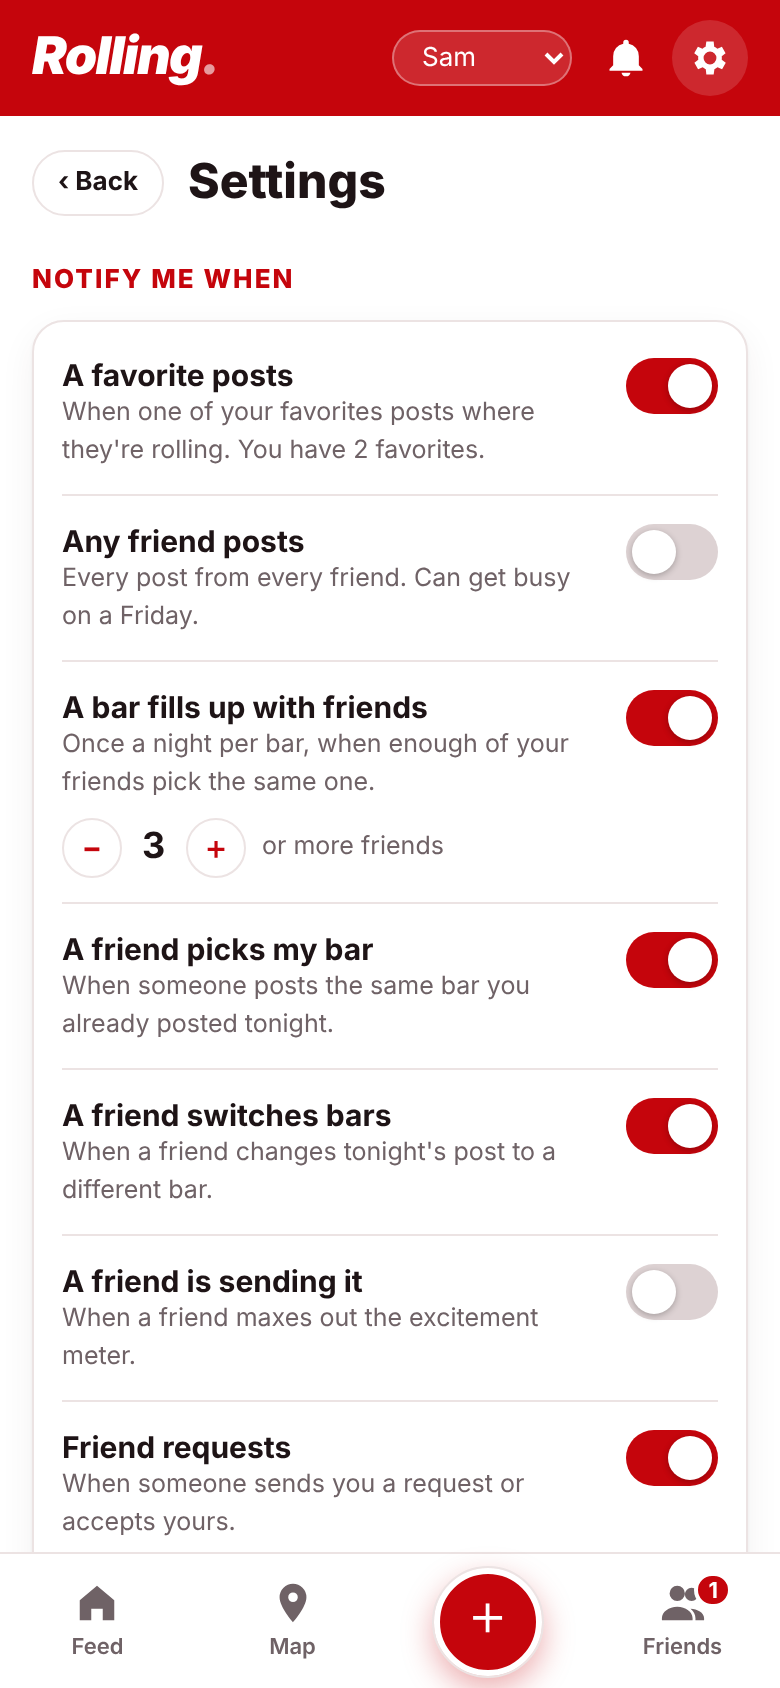 Rolling.
Sam
‹ Back
Settings
NOTIFY ME WHEN
A favorite posts
When one of your favorites posts where
they're rolling. You have 2 favorites.
Any friend posts
Every post from every friend. Can get busy
on a Friday.
A bar fills up with friends
Once a night per bar, when enough of your
friends pick the same one.
− 3 + or more friends
A friend picks my bar
When someone posts the same bar you
already posted tonight.
A friend switches bars
When a friend changes tonight's post to a
different bar.
A friend is sending it
When a friend maxes out the excitement
meter.
Friend requests
When someone sends you a request or
accepts yours.
1
Feed
Map
+
Friends